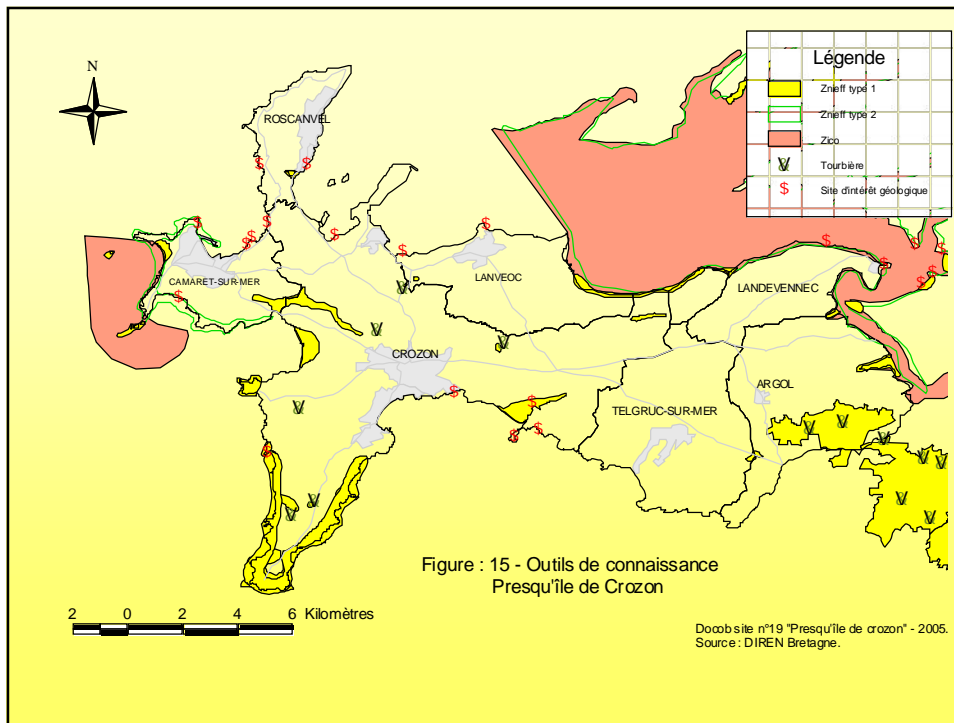 N
Légende
Znieff type 1
Znieff type 2
Zico
Tourbière
Site d'intérêt géologique
ROSCANVEL
CAMARET-SUR-MER
LANVEOC
LANDEVENNEC
CROZON
ARGOL
TELGRUC-SUR-MER
Figure : 15 - Outils de connaissance
Presqu'île de Crozon
2 0 2 4 6 Kilomètres
Docob site n°19 "Presqu'île de crozon" - 2005.
Source : DIREN Bretagne.